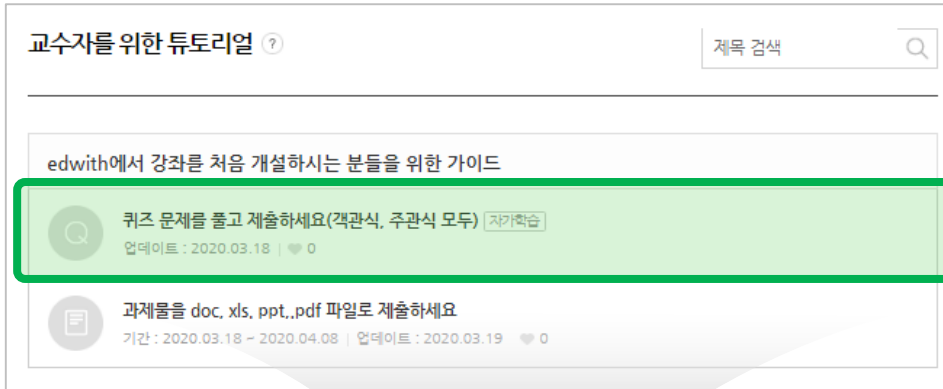 교수자를 위한 튜토리얼 ?
제목 검색
edwith에서 강좌를 처음 개설하시는 분들을 위한 가이드
Q
퀴즈 문제를 풀고 제출하세요(객관식, 주관식 모두) 자가학습
업데이트 : 2020.03.18 | ♥ 0
과제물을 doc, xls, ppt,.pdf 파일로 제출하세요
기간 : 2020.03.18 ~ 2020.04.08 | 업데이트 : 2020.03.19 ♥ 0